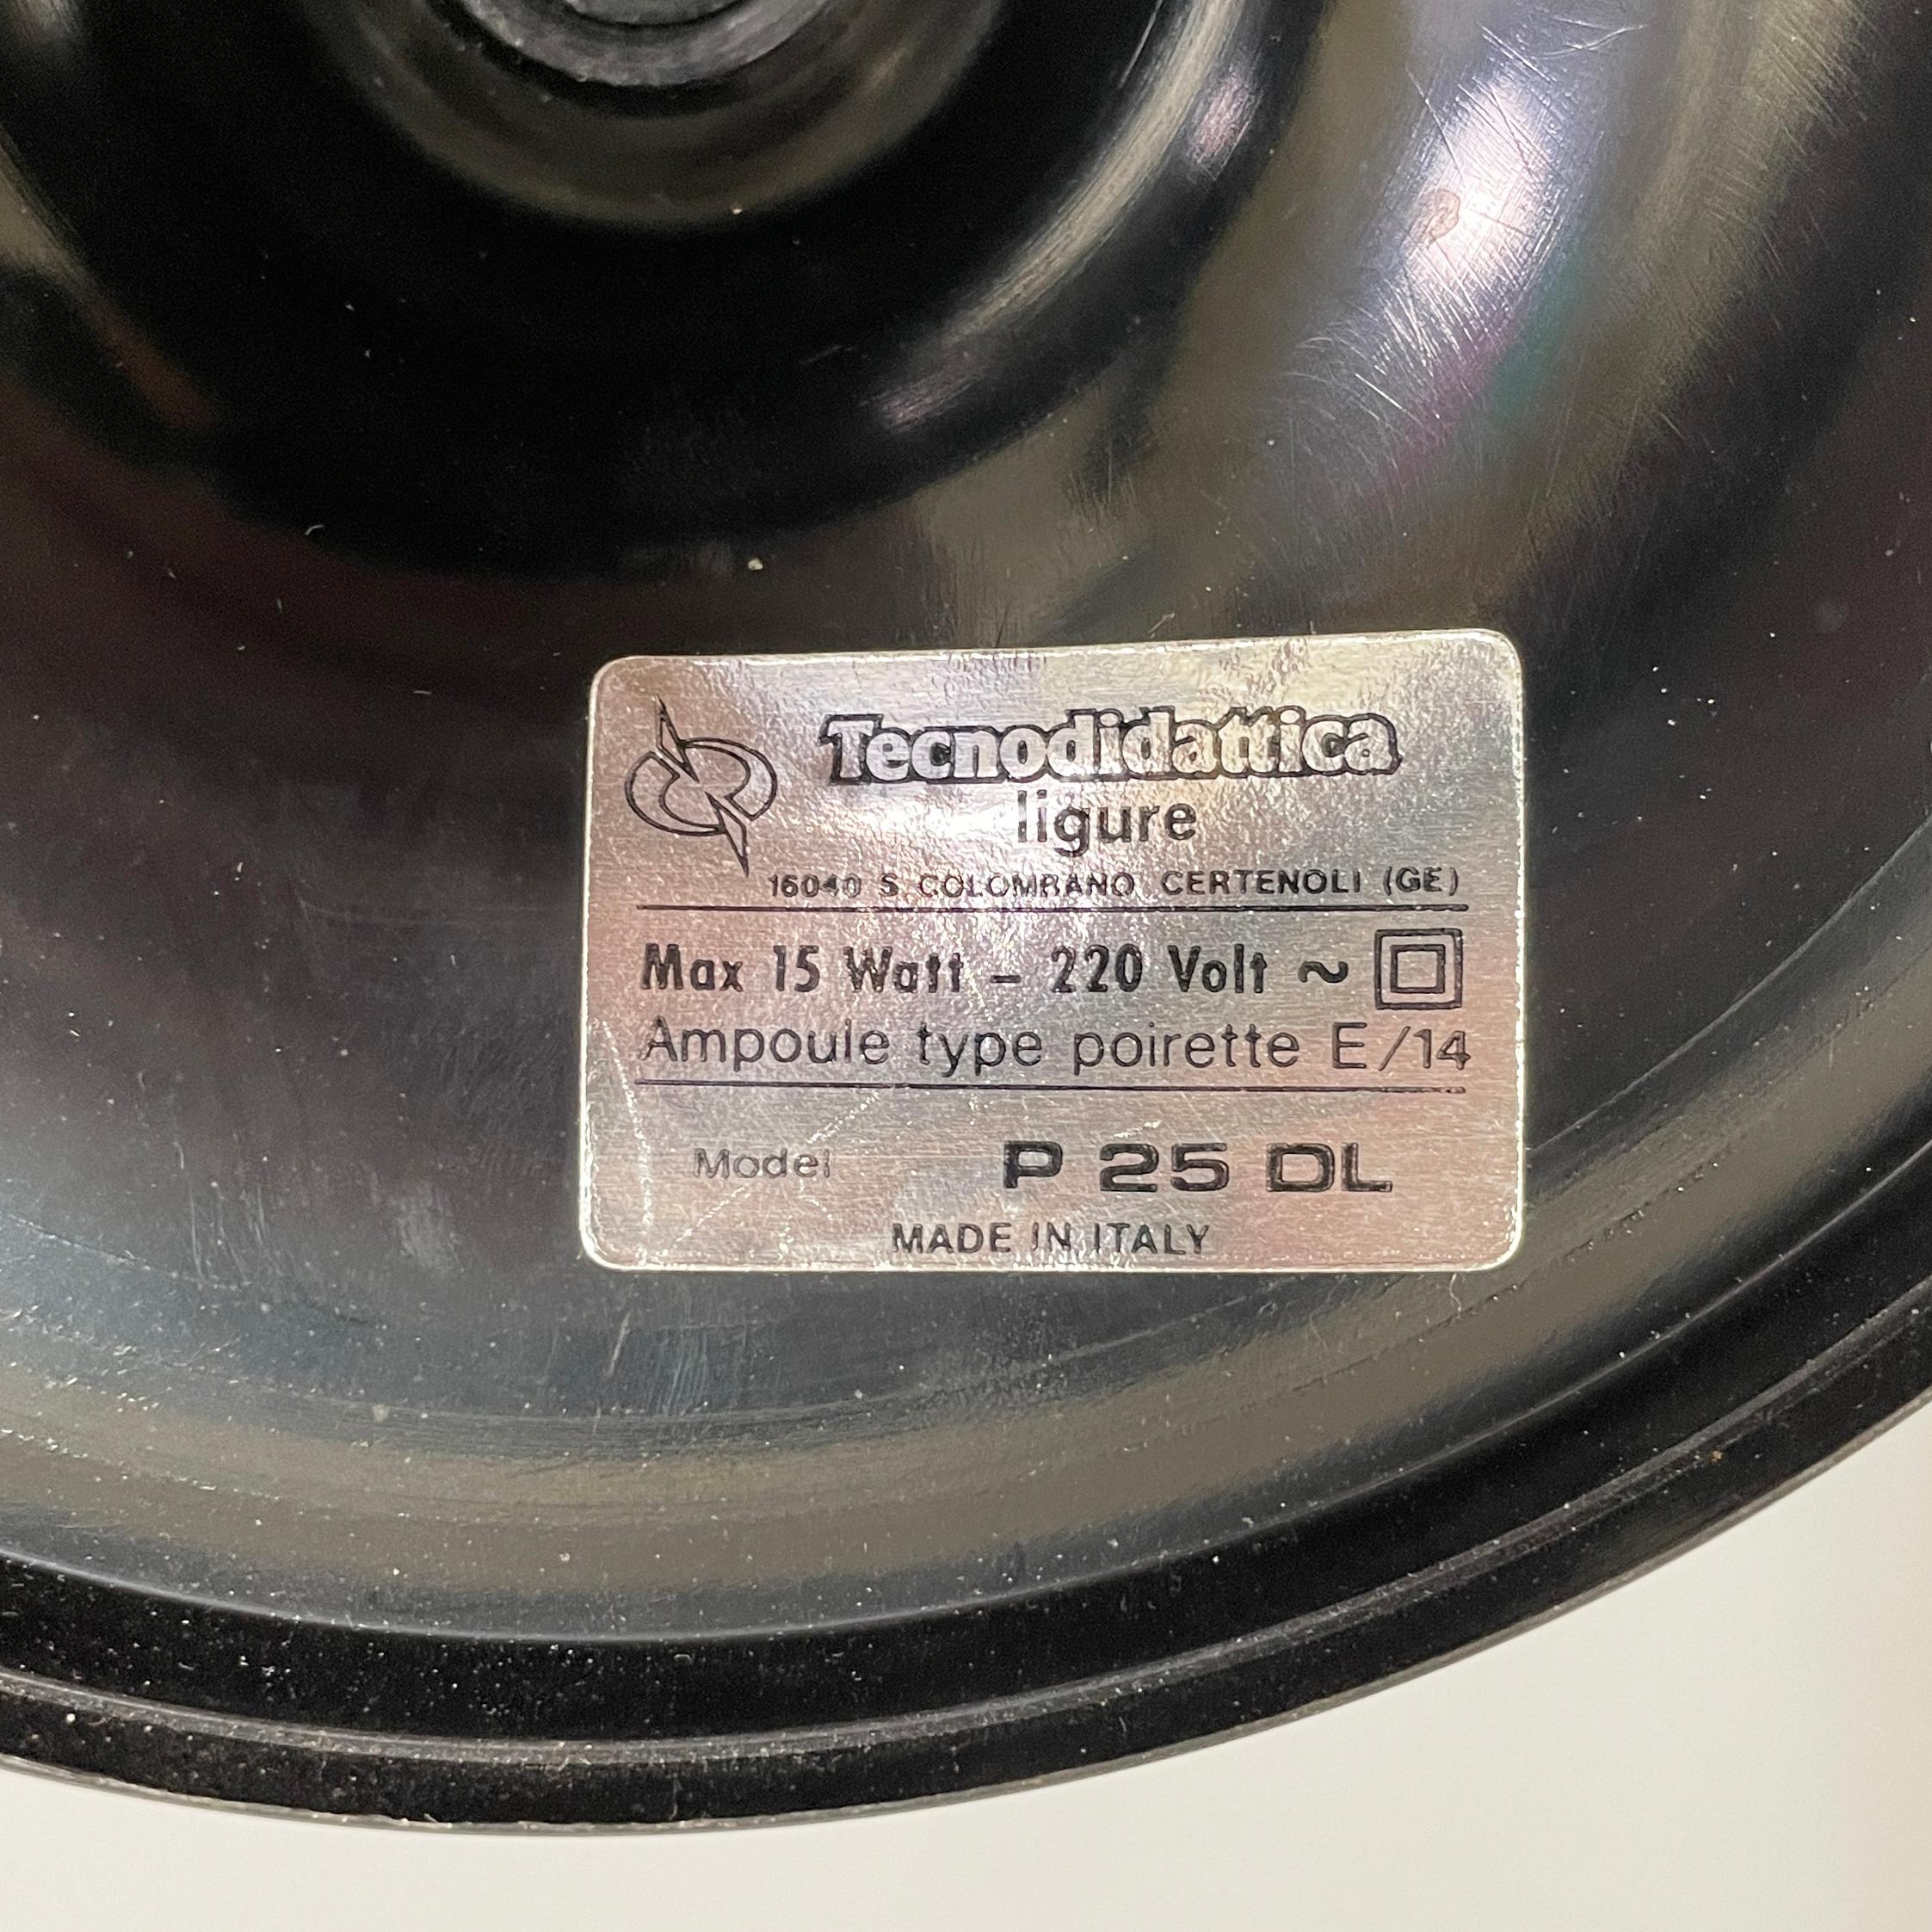 Tecnodidattica
ligure
16040 S. COLOMBANO CERTENOLI (GE)
Max 15 Watt – 220 Volt ~
Ampoule type poirette E/14
Model P 25 DL
MADE IN ITALY